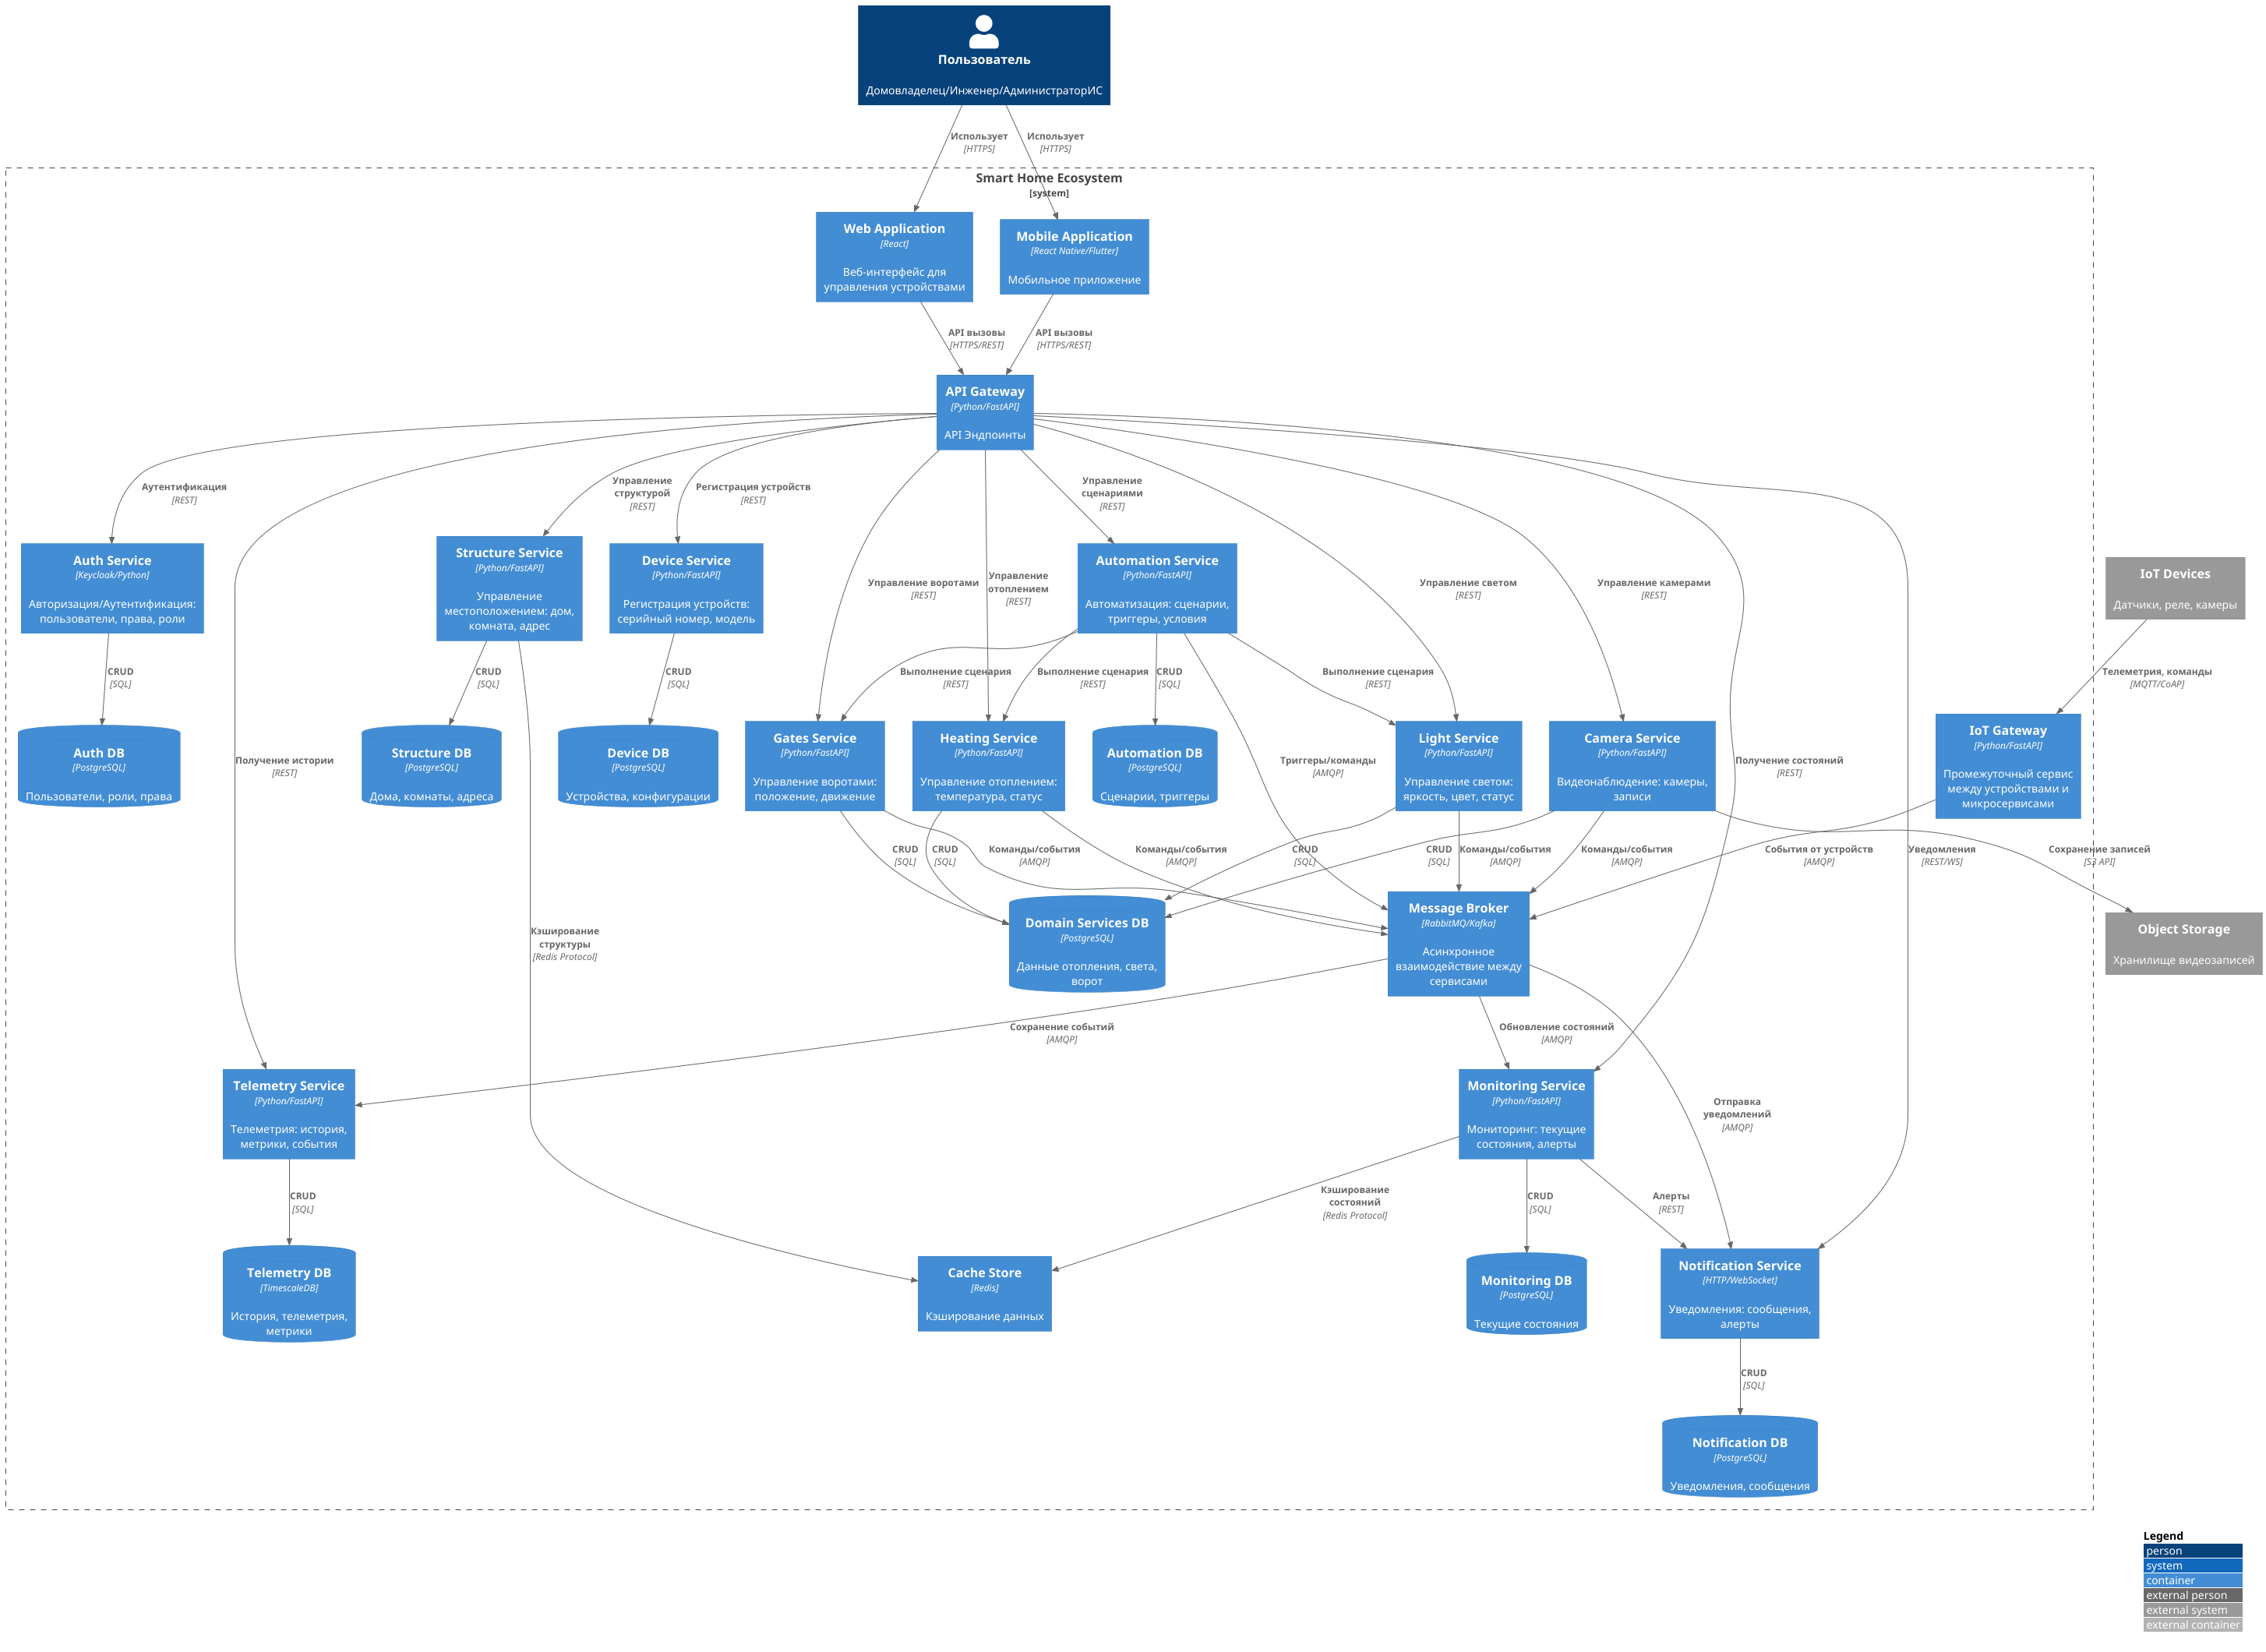 Пользователь
Домовладелец/Инженер/АдминистраторИС
Использует
[HTTPS]
Использует
[HTTPS]
Smart Home Ecosystem
[system]
Web Application
[React]
Веб-интерфейс для
управления устройствами
Mobile Application
[React Native/Flutter]
Мобильное приложение
API вызовы
[HTTPS/REST]
API вызовы
[HTTPS/REST]
API Gateway
[Python/FastAPI]
API Эндпоинты
Аутентификация
[REST]
Управление
структурой
[REST]
Регистрация устройств
[REST]
Управление
сценариями
[REST]
Auth Service
[Keycloak/Python]
Авторизация/Аутентификация:
пользователи, права, роли
Structure Service
[Python/FastAPI]
Управление
местоположением: дом,
комната, адрес
Device Service
[Python/FastAPI]
Регистрация устройств:
серийный номер, модель
Управление воротами
[REST]
Управление
отоплением
[REST]
Automation Service
[Python/FastAPI]
Автоматизация: сценарии,
триггеры, условия
Управление светом
[REST]
Управление камерами
[REST]
IoT Devices
Датчики, реле, камеры
CRUD
[SQL]
CRUD
[SQL]
CRUD
[SQL]
Выполнение сценария
[REST]
Выполнение сценария
[REST]
CRUD
[SQL]
Выполнение сценария
[REST]
Телеметрия, команды
[MQTT/CoAP]
Auth DB
[PostgreSQL]
Пользователи, роли, права
Получение истории
[REST]
Structure DB
[PostgreSQL]
Дома, комнаты, адреса
Device DB
[PostgreSQL]
Устройства, конфигурации
Gates Service
[Python/FastAPI]
Управление воротами:
положение, движение
Heating Service
[Python/FastAPI]
Управление отоплением:
температура, статус
Automation DB
[PostgreSQL]
Сценарии, триггеры
Триггеры/команды
[AMQP]
Light Service
[Python/FastAPI]
Управление светом:
яркость, цвет, статус
Camera Service
[Python/FastAPI]
Видеонаблюдение: камеры,
записи
Получение состояний
[REST]
IoT Gateway
[Python/FastAPI]
Промежуточный сервис
между устройствами и
микросервисами
CRUD
[SQL]
CRUD
[SQL]
Команды/события
[AMQP]
Команды/события
[AMQP]
CRUD
[SQL]
CRUD
[SQL]
Команды/события
[AMQP]
Команды/события
[AMQP]
События от устройств
[AMQP]
Уведомления
[REST/WS]
Сохранение записей
[S3 API]
Кэширование
структуры
[Redis Protocol]
Domain Services DB
[PostgreSQL]
Данные отопления, света,
ворот
Message Broker
[RabbitMQ/Kafka]
Асинхронное
взаимодействие между
сервисами
Object Storage
Хранилище видеозаписей
Сохранение событий
[AMQP]
Обновление состояний
[AMQP]
Telemetry Service
[Python/FastAPI]
Телеметрия: история,
метрики, события
Monitoring Service
[Python/FastAPI]
Мониторинг: текущие
состояния, алерты
Отправка
уведомлений
[AMQP]
CRUD
[SQL]
Кэширование
состояний
[Redis Protocol]
CRUD
[SQL]
Алерты
[REST]
Telemetry DB
[TimescaleDB]
История, телеметрия,
метрики
Cache Store
[Redis]
Кэширование данных
Monitoring DB
[PostgreSQL]
Текущие состояния
Notification Service
[HTTP/WebSocket]
Уведомления: сообщения,
алерты
CRUD
[SQL]
Notification DB
[PostgreSQL]
Уведомления, сообщения
Legend
person
system
container
external person
external system
external container